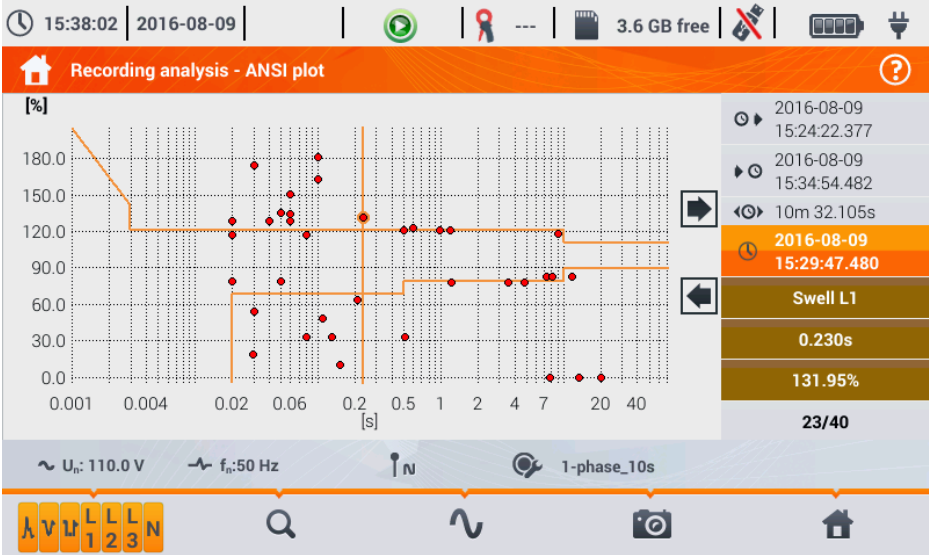 15:38:02 2016-08-09 --- 3.6 GB free
Recording analysis - ANSI plot ?
[%]
180.0
150.0
120.0
90.0
60.0
30.0
0.0
0.001 0.004 0.02 0.06 0.2 0.5 1 2 4 7 20 40
[s]
2016-08-09
15:24:22.377
2016-08-09
15:34:54.482
10m 32.105s
2016-08-09
15:29:47.480
Swell L1
0.230s
131.95%
23/40
Un: 110.0 V fn:50 Hz N 1-phase_10s
L1 L2 L3 N